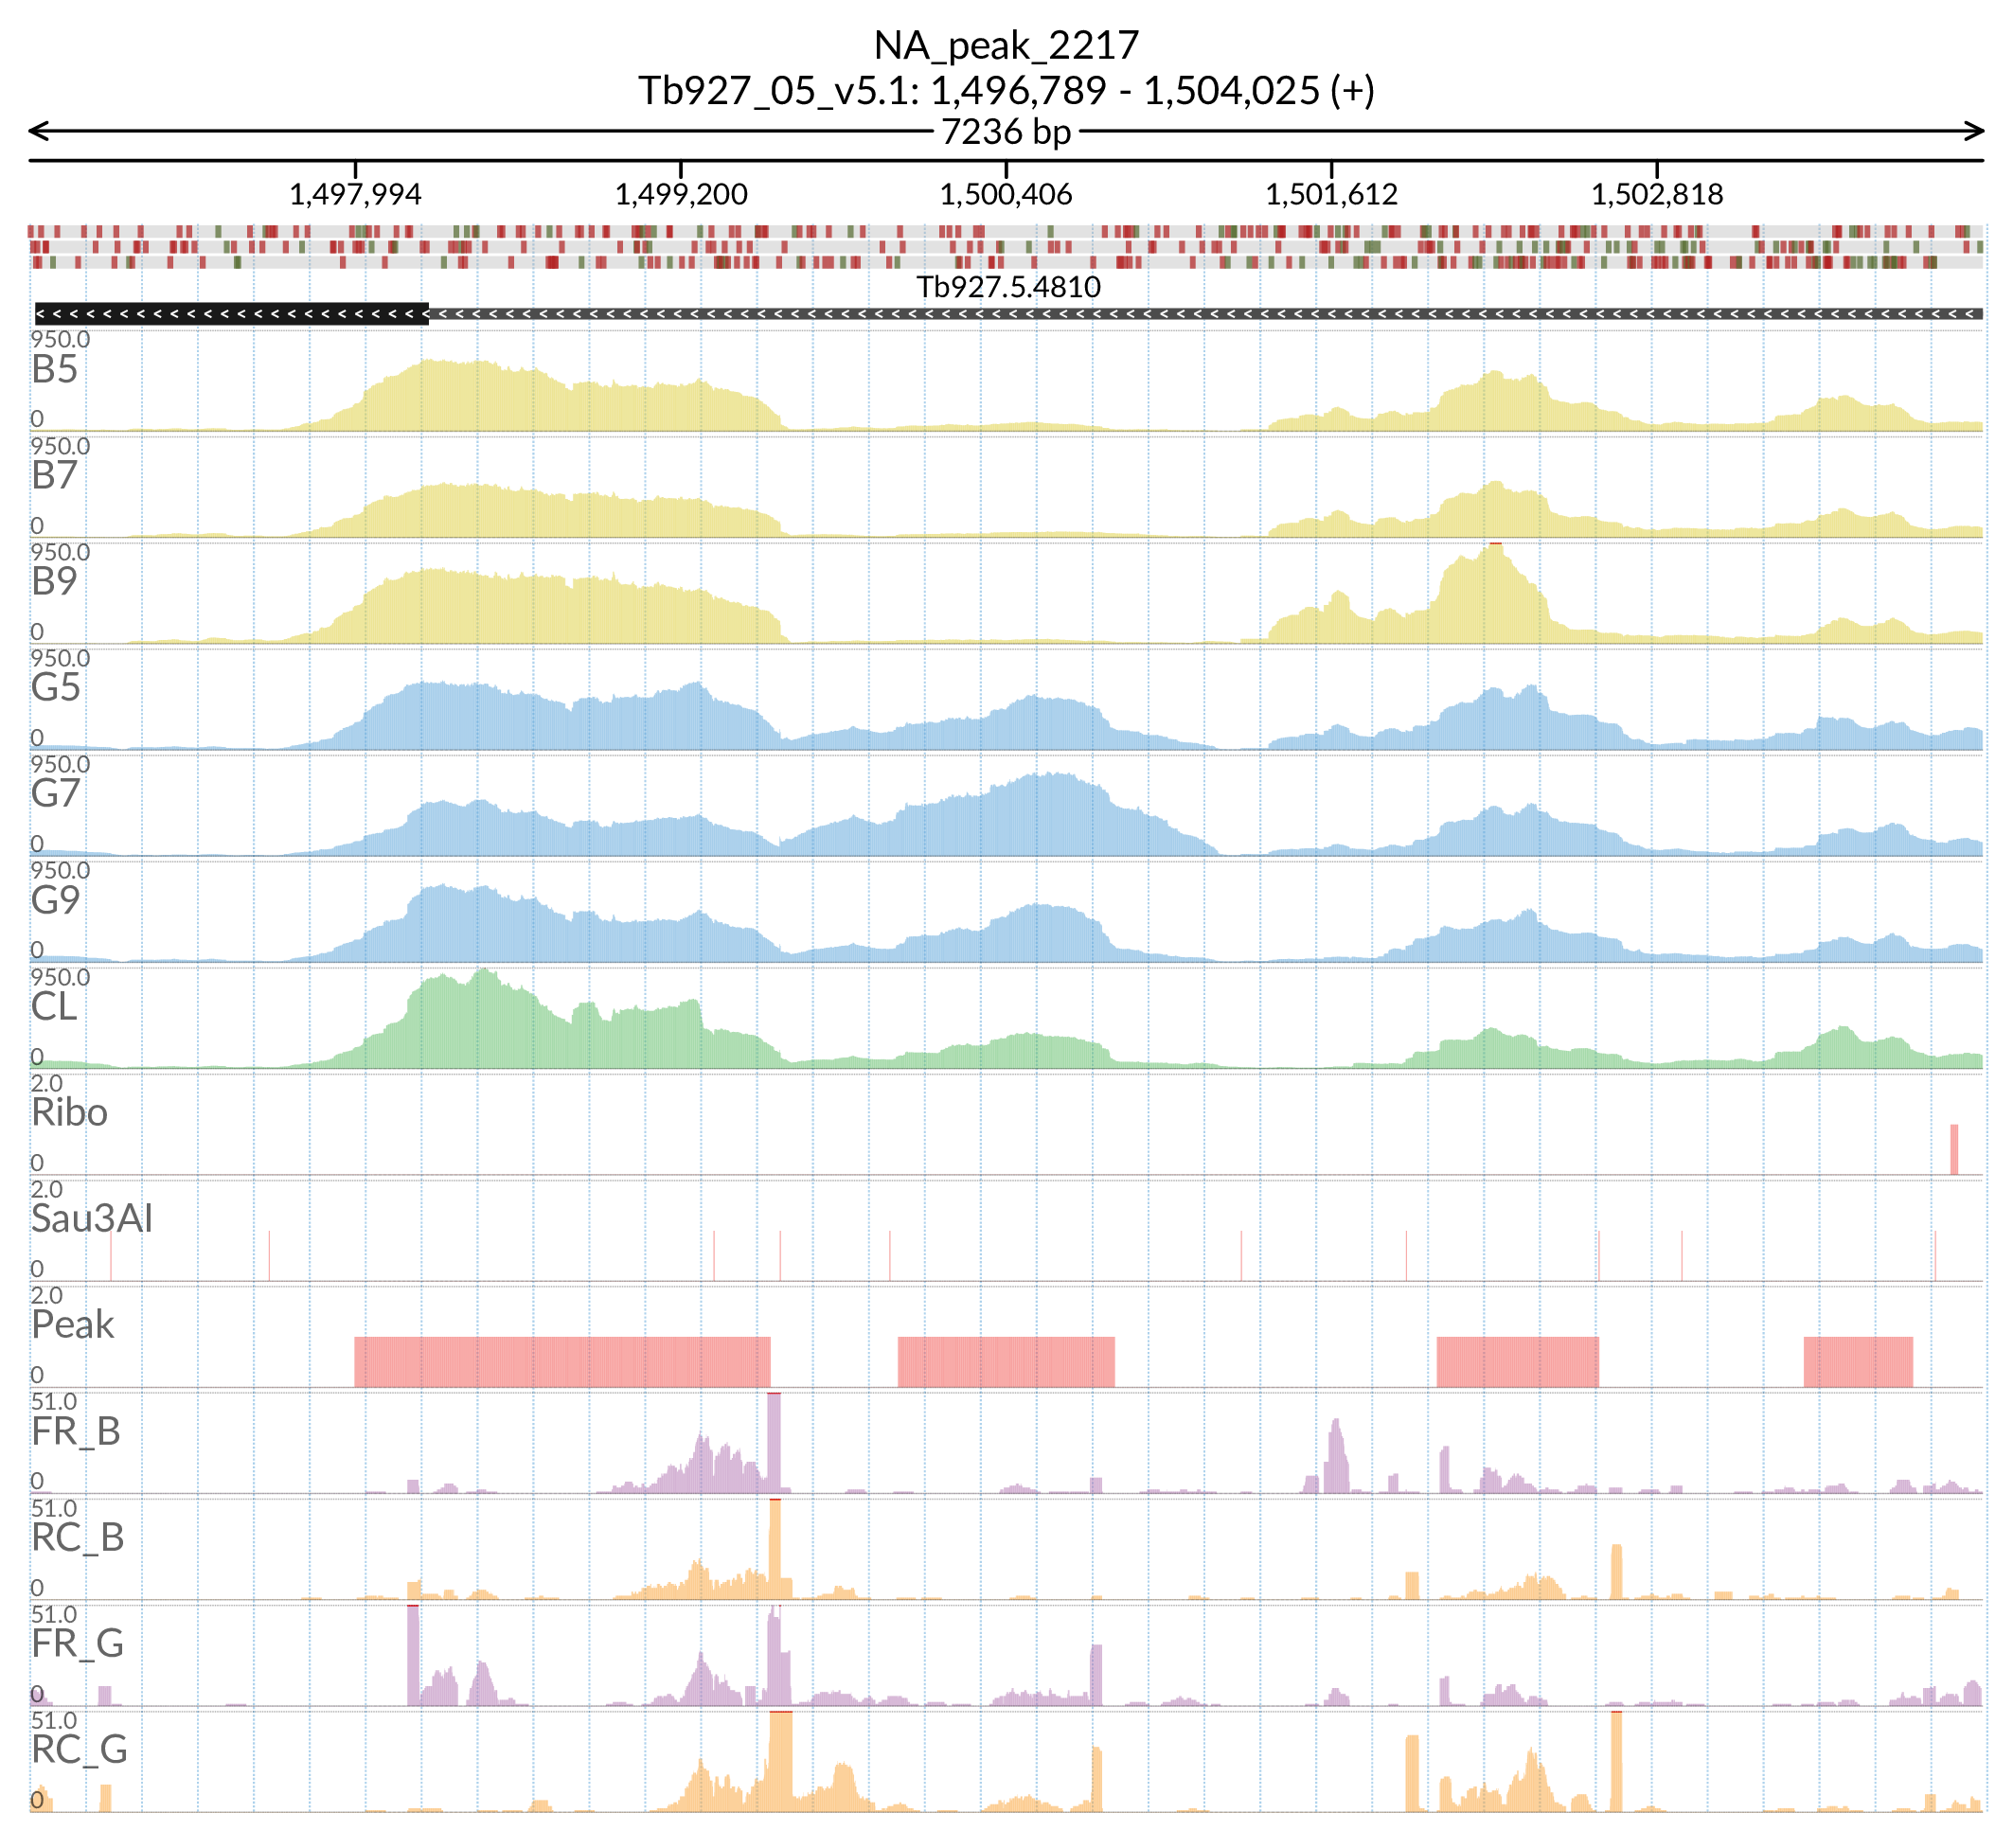 NA_peak_2217
Tb927_05_v5.1: 1,496,789 - 1,504,025 (+)
7236 bp
1,497,994 1,499,200 1,500,406 1,501,612 1,502,818
Tb927.5.4810
950.0
B5
0
950.0
B7
0
950.0
B9
0
950.0
G5
0
950.0
G7
0
950.0
G9
0
950.0
CL
0
2.0
Ribo
0
2.0
Sau3AI
0
2.0
Peak
0
51.0
FR_B
0
51.0
RC_B
0
51.0
FR_G
0
51.0
RC_G
0